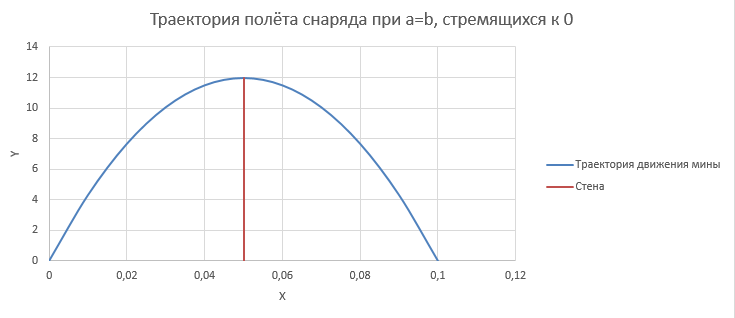 Траектория полёта снаряда при a=b, стремящихся к 0
14
12
10
8
6
4
2
0
Y
0 0,02 0,04 0,06 0,08 0,1 0,12
X
Траектория движения мины
Стена